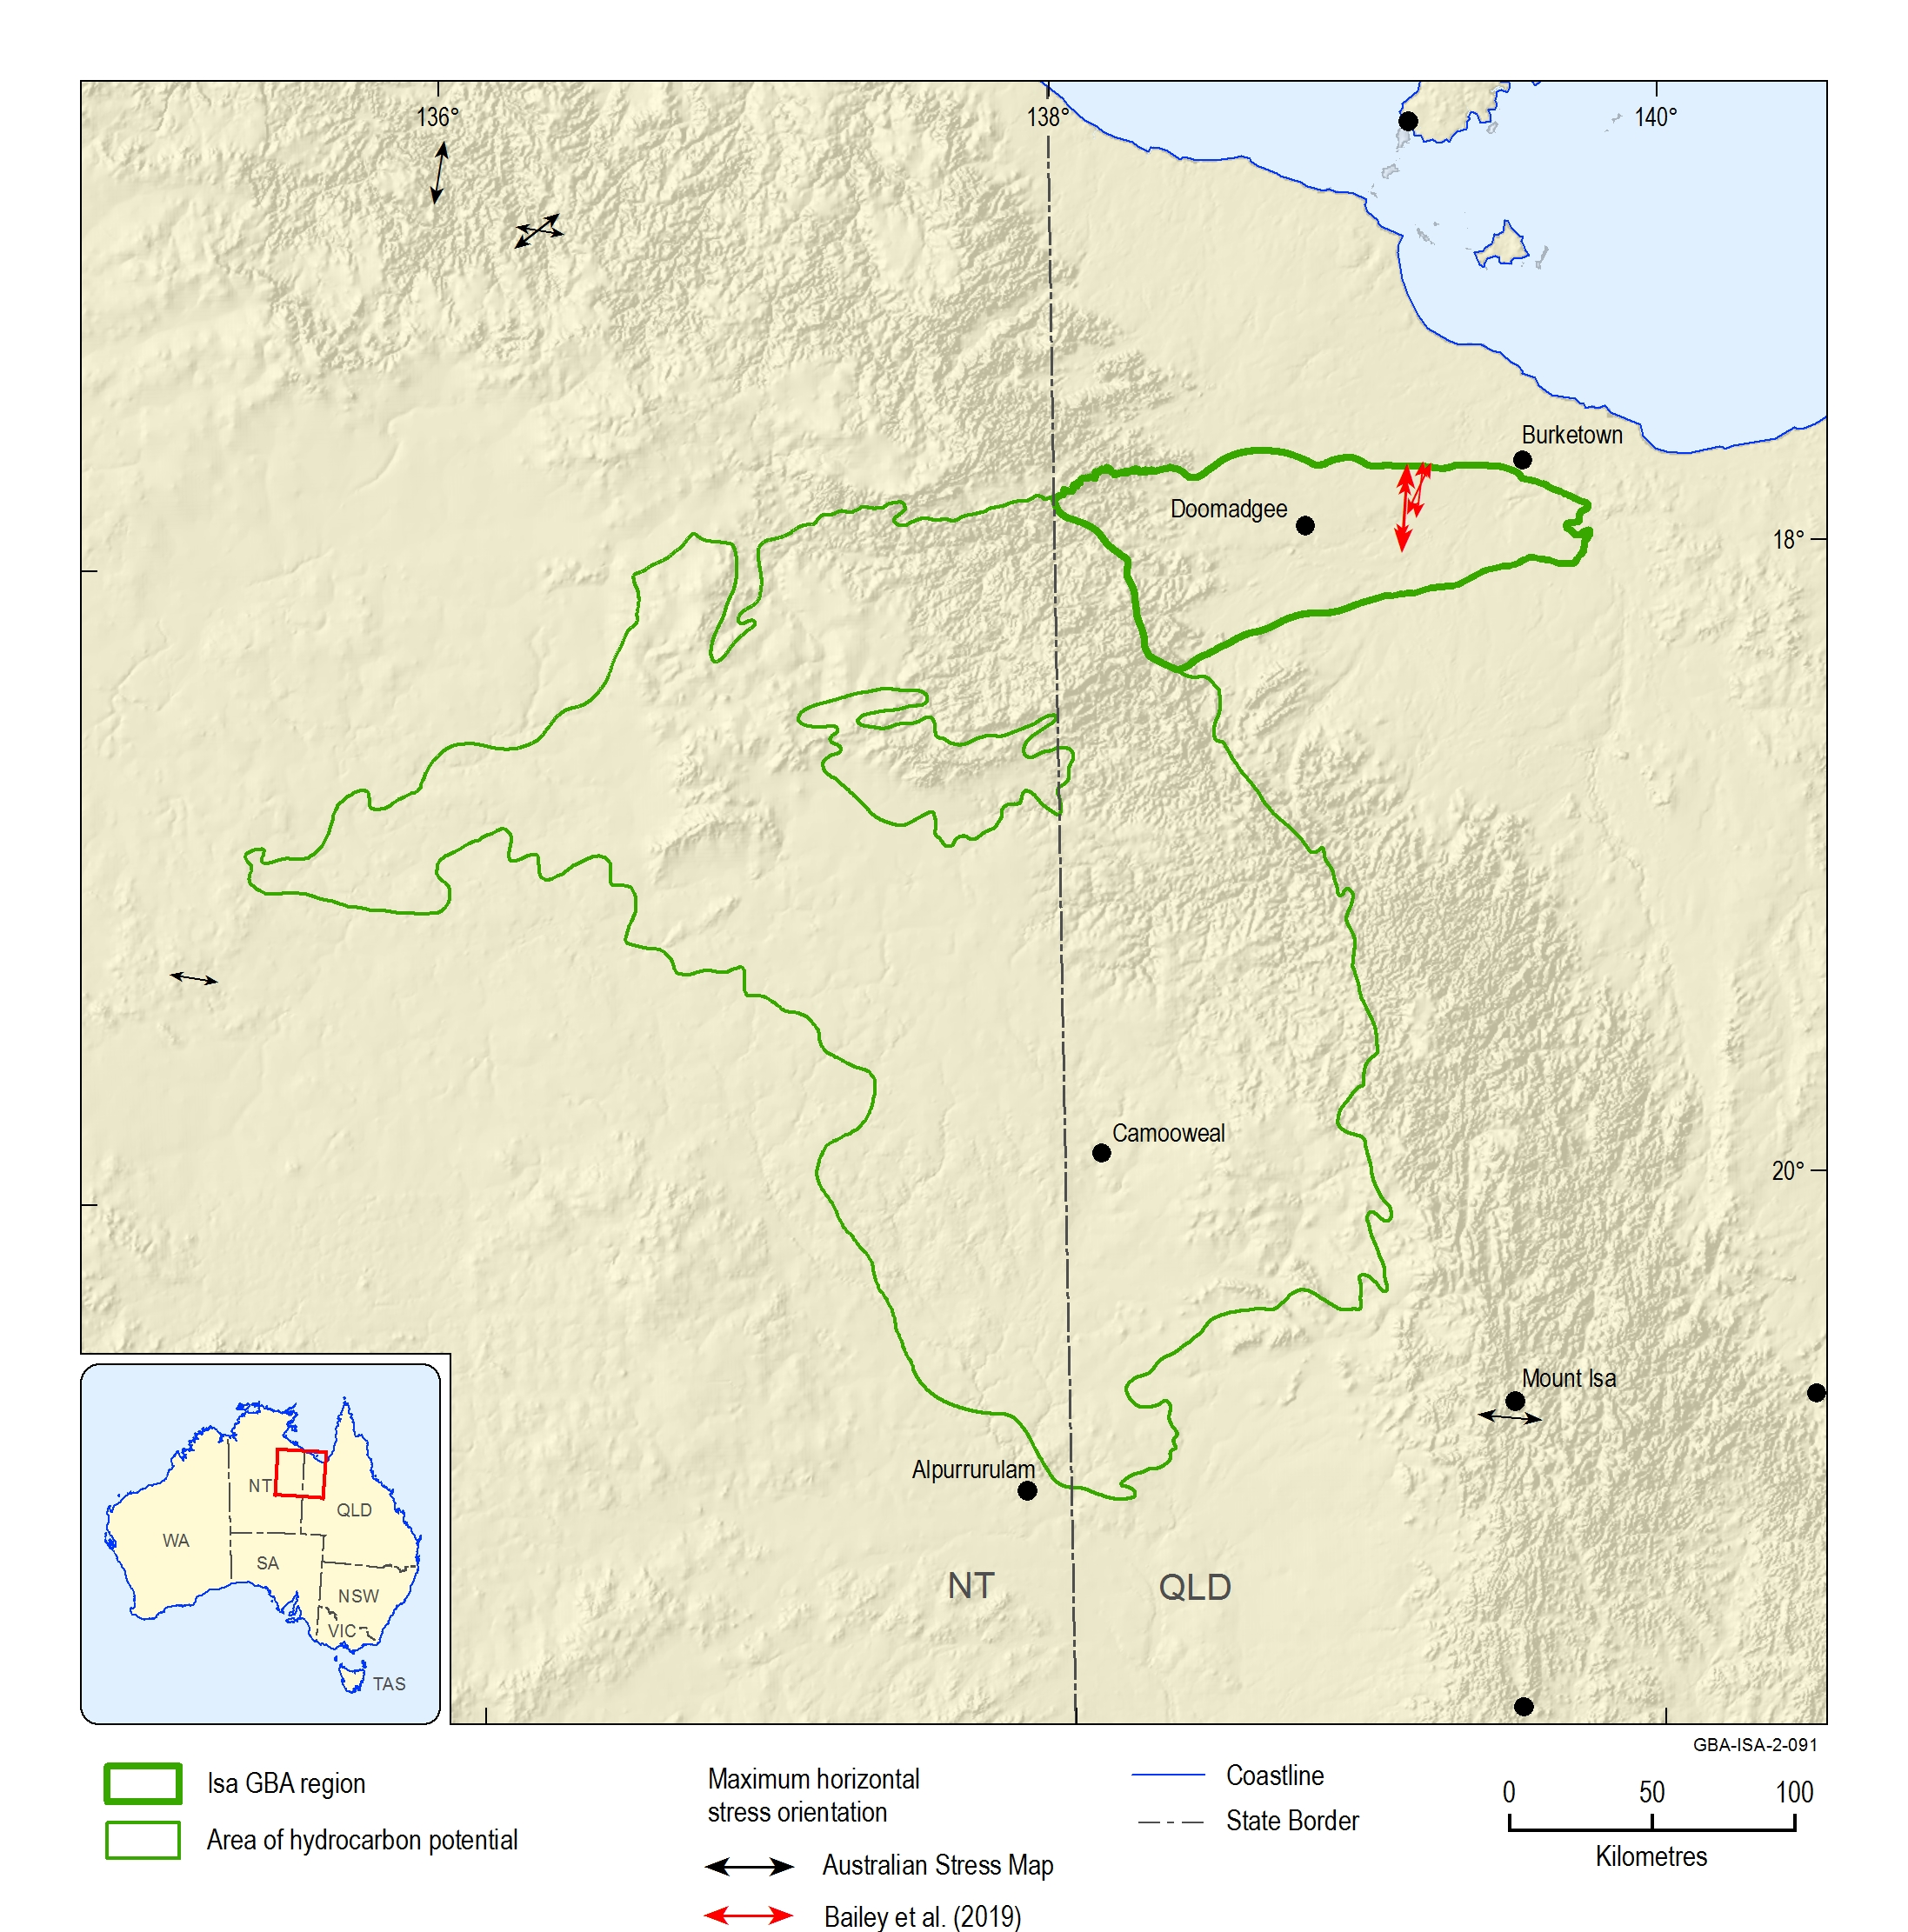 136°
138°
140°
Burketown
Doomadgee
18°
Camooweal
20°
Mount Isa
Alpurrurulam
NT
QLD
NT
QLD
WA
SA
NSW
VIC
TAS
GBA-ISA-2-091
Isa GBA region
Area of hydrocarbon potential
Maximum horizontal
stress orientation
Australian Stress Map
Bailey et al. (2019)
Coastline
State Border
0 50 100
Kilometres